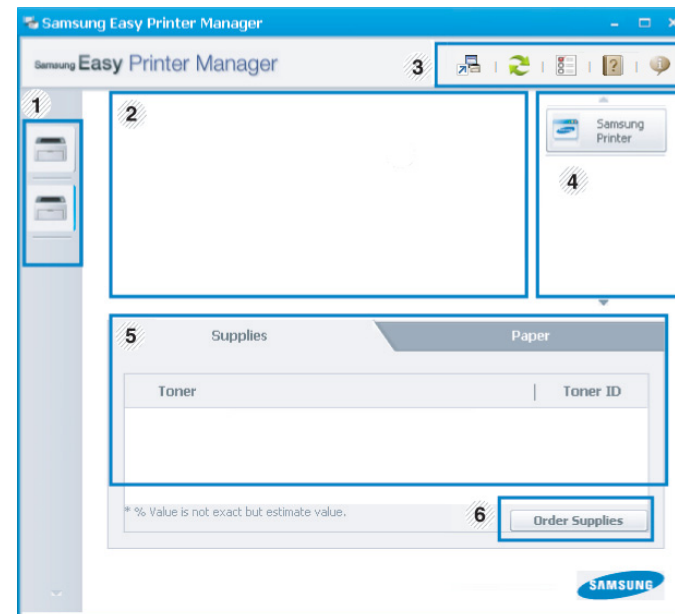 Samsung Easy Printer Manager
Samsung Easy Printer Manager
3
1
2
Samsung
Printer
4
5 Supplies Paper
Toner Toner ID
* % Value is not exact but estimate value.
6 Order Supplies
SAMSUNG